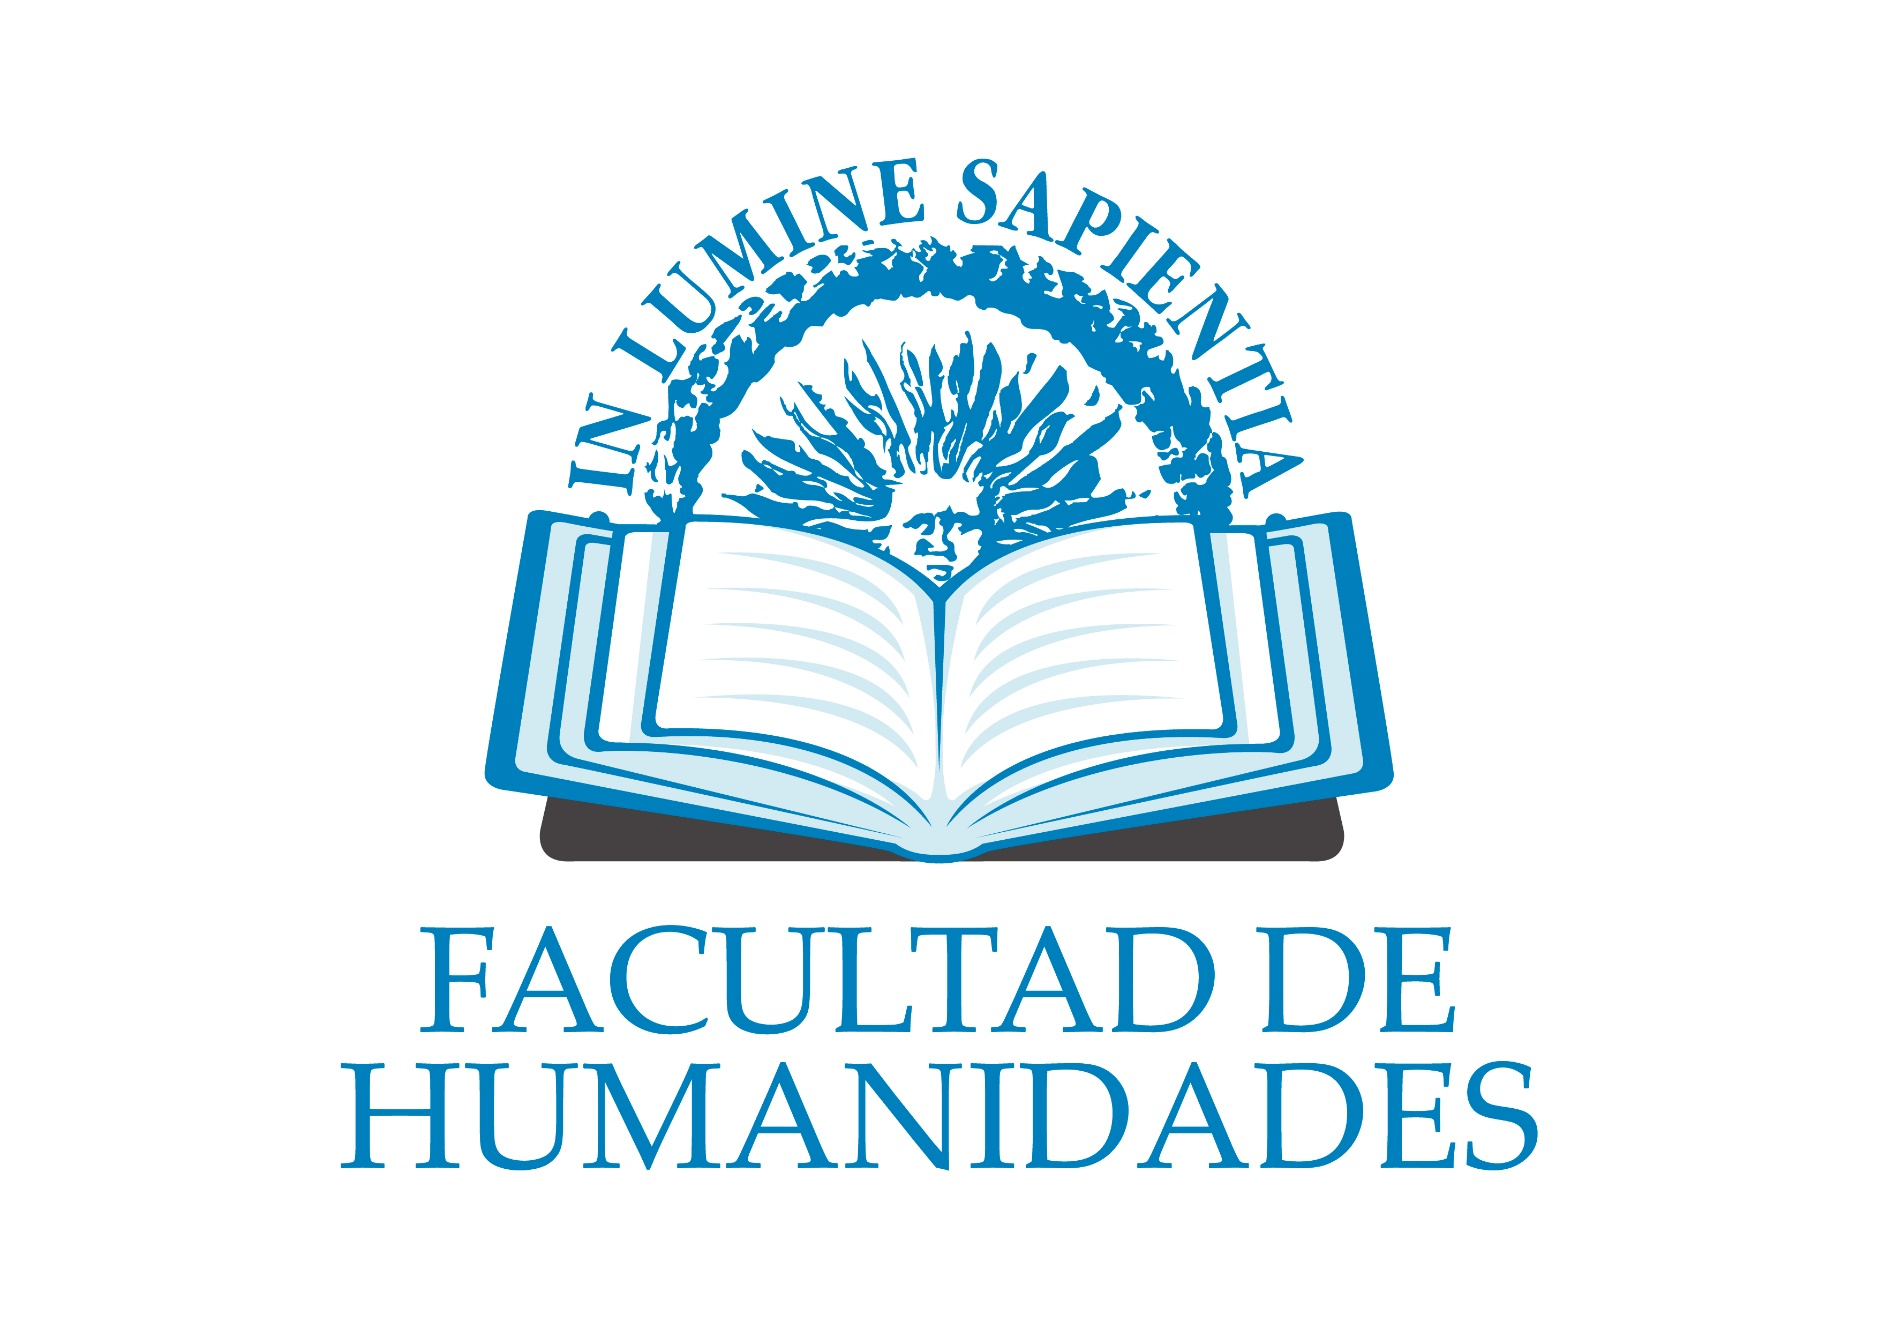 IN LUMINE SAPIENTIA
FACULTAD DE
HUMANIDADES